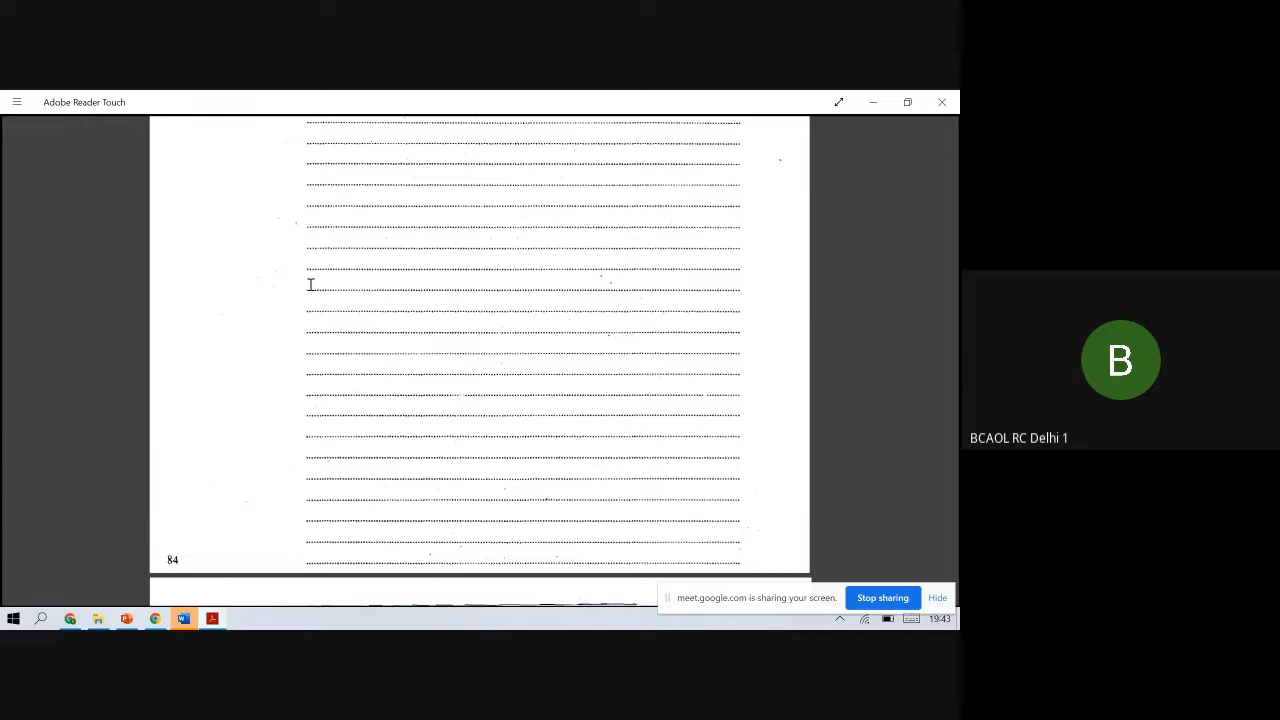 Adobe Reader Touch
84
meet.google.com is sharing your screen.
Stop sharing
Hide
19:43
B
BCAOL RC Delhi 1